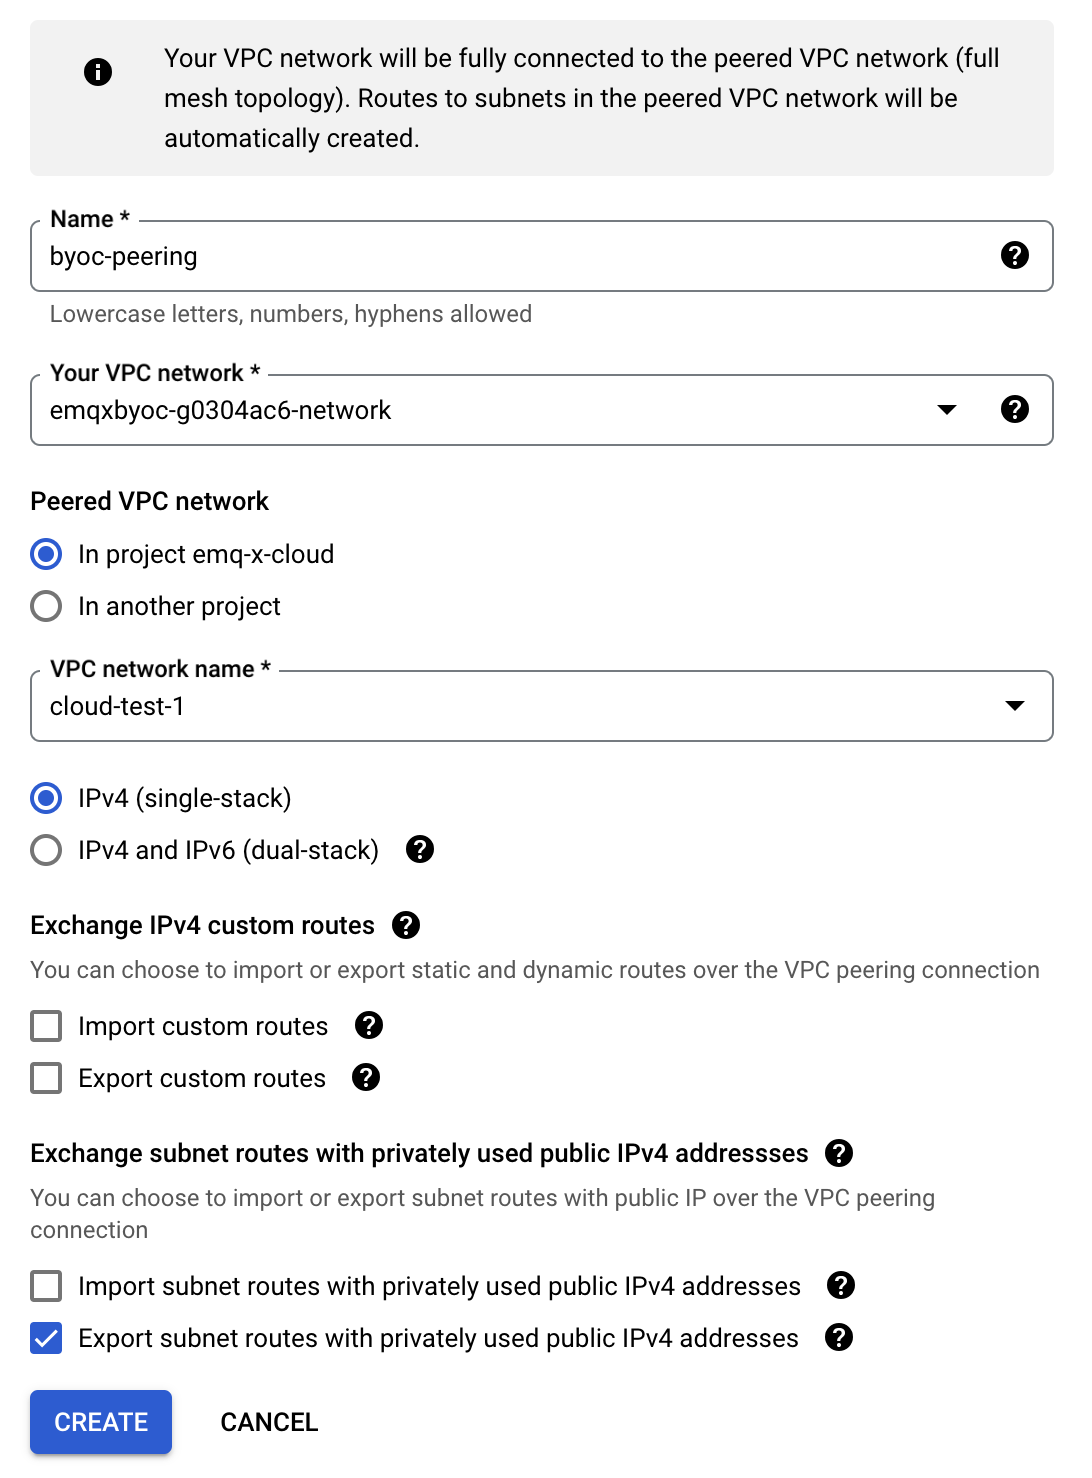 Your VPC network will be fully connected to the peered VPC network (full
mesh topology). Routes to subnets in the peered VPC network will be
automatically created.
Name *
byoc-peering
Lowercase letters, numbers, hyphens allowed
Your VPC network *
emqxbyoc-g0304ac6-network
Peered VPC network
In project emq-x-cloud
In another project
VPC network name *
cloud-test-1
IPv4 (single-stack)
IPv4 and IPv6 (dual-stack)
Exchange IPv4 custom routes
You can choose to import or export static and dynamic routes over the VPC peering connection
Import custom routes
Export custom routes
Exchange subnet routes with privately used public IPv4 addressses
You can choose to import or export subnet routes with public IP over the VPC peering
connection
Import subnet routes with privately used public IPv4 addresses
Export subnet routes with privately used public IPv4 addresses
CREATE CANCEL